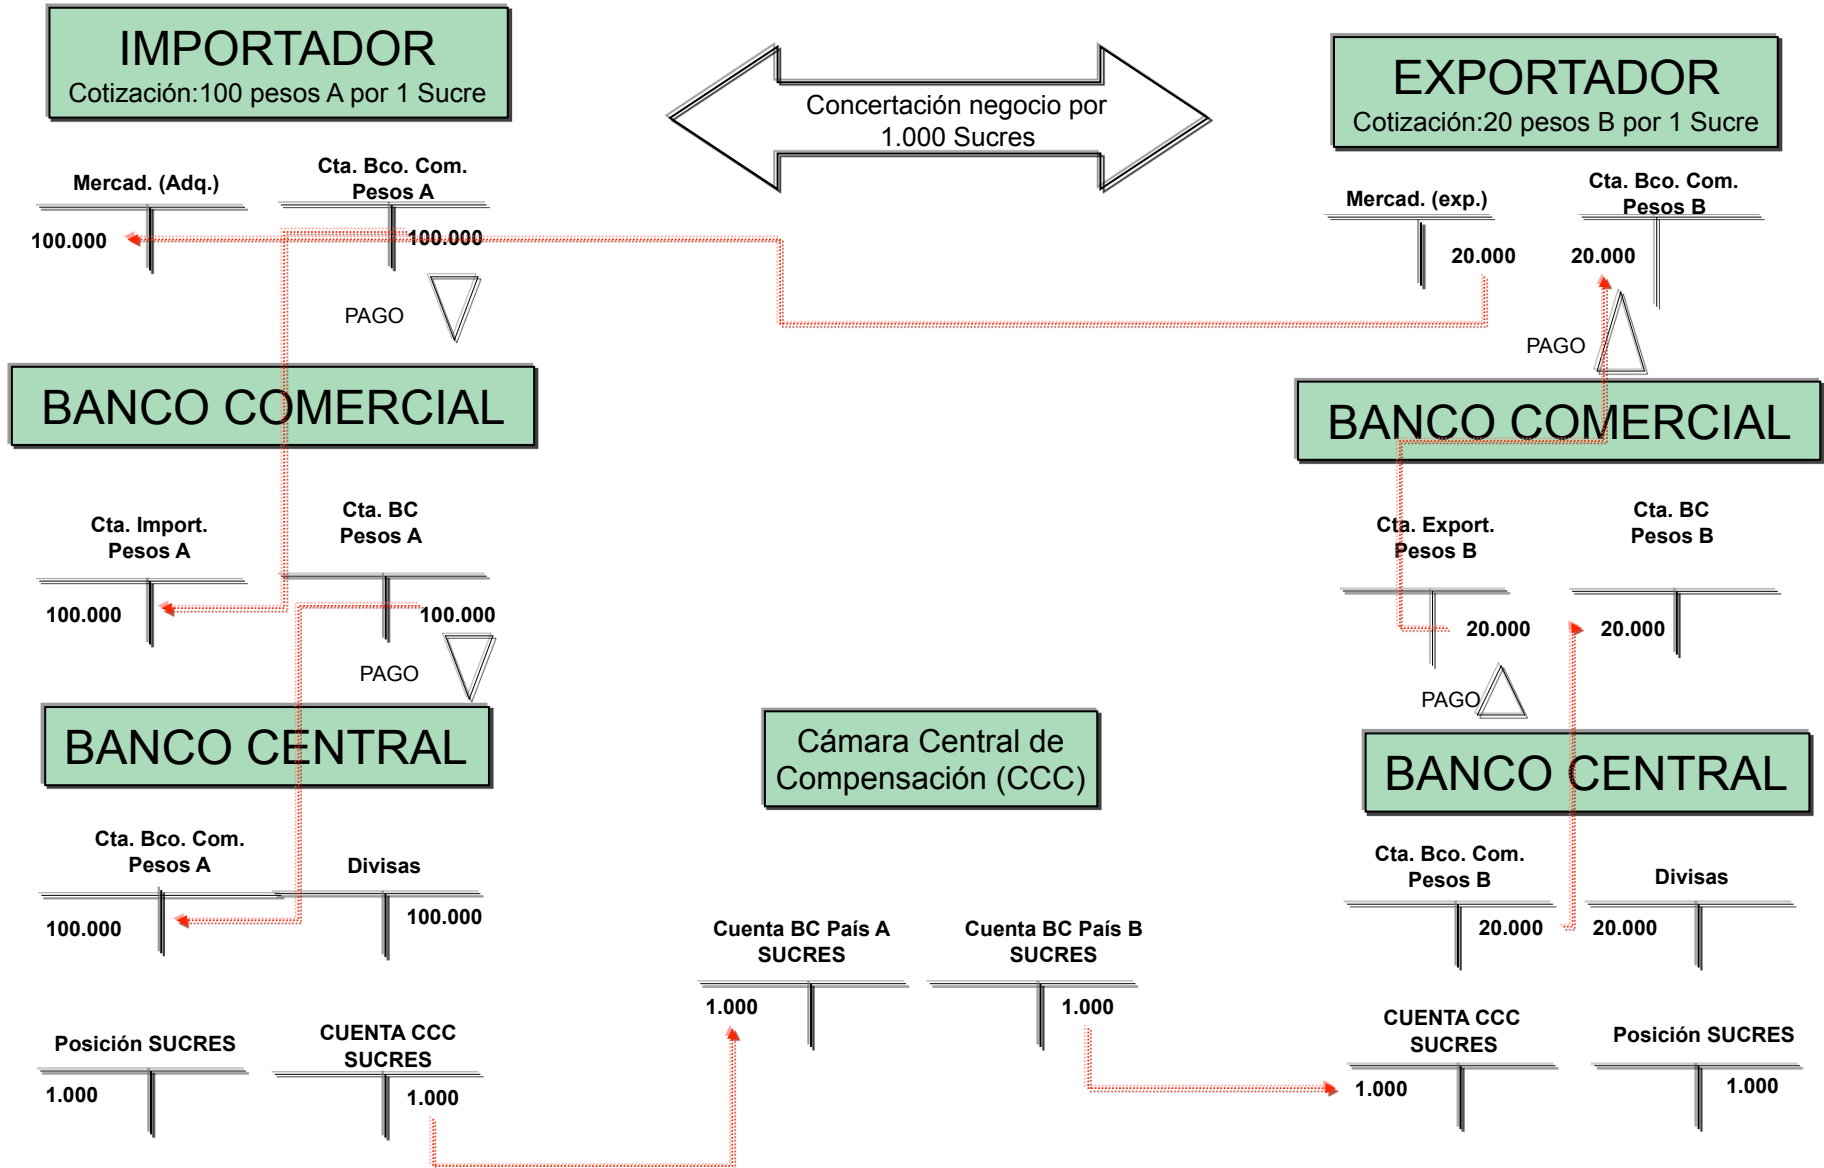 IMPORTADOR
Cotización:100 pesos A por 1 Sucre
Concertación negocio por
1.000 Sucres
EXPORTADOR
Cotización:20 pesos B por 1 Sucre
Mercad. (Adq.)
100.000
Cta. Bco. Com.
Pesos A
100.000
PAGO
Mercad. (exp.)
20.000
Cta. Bco. Com.
Pesos B
20.000
PAGO
BANCO COMERCIAL
BANCO COMERCIAL
Cta. Import.
Pesos A
100.000
Cta. BC
Pesos A
100.000
PAGO
Cta. Export.
Pesos B
20.000
Cta. BC
Pesos B
20.000
PAGO
BANCO CENTRAL
Cámara Central de
Compensación (CCC)
BANCO CENTRAL
Cta. Bco. Com.
Pesos A
100.000
Divisas
100.000
Cuenta BC País A
SUCRES
1.000
Cuenta BC País B
SUCRES
1.000
Cta. Bco. Com.
Pesos B
20.000
Divisas
20.000
Posición SUCRES
1.000
CUENTA CCC
SUCRES
1.000
CUENTA CCC
SUCRES
1.000
Posición SUCRES
1.000